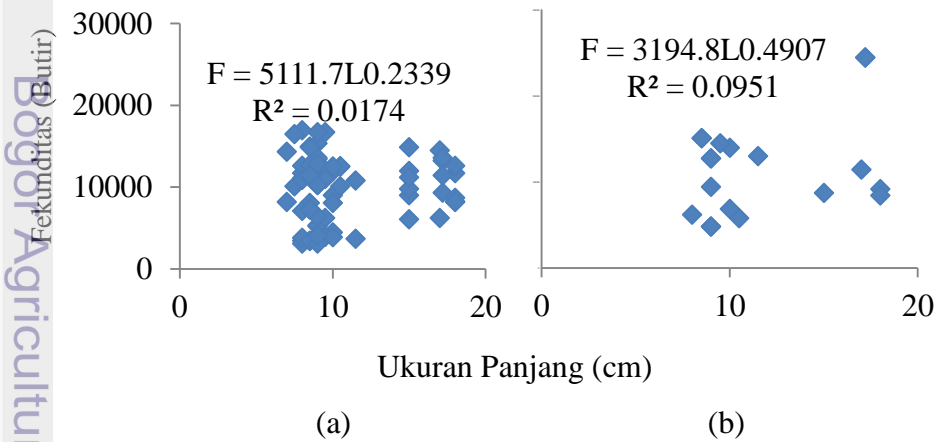 30000
20000
10000
0
0
10
20
Fekunditas (Butir)
F = 5111.7L0.2339
R² = 0.0174
F = 3194.8L0.4907
R² = 0.0951
0
10
20
Ukuran Panjang (cm)
(a)
(b)
Bogor Agricultu